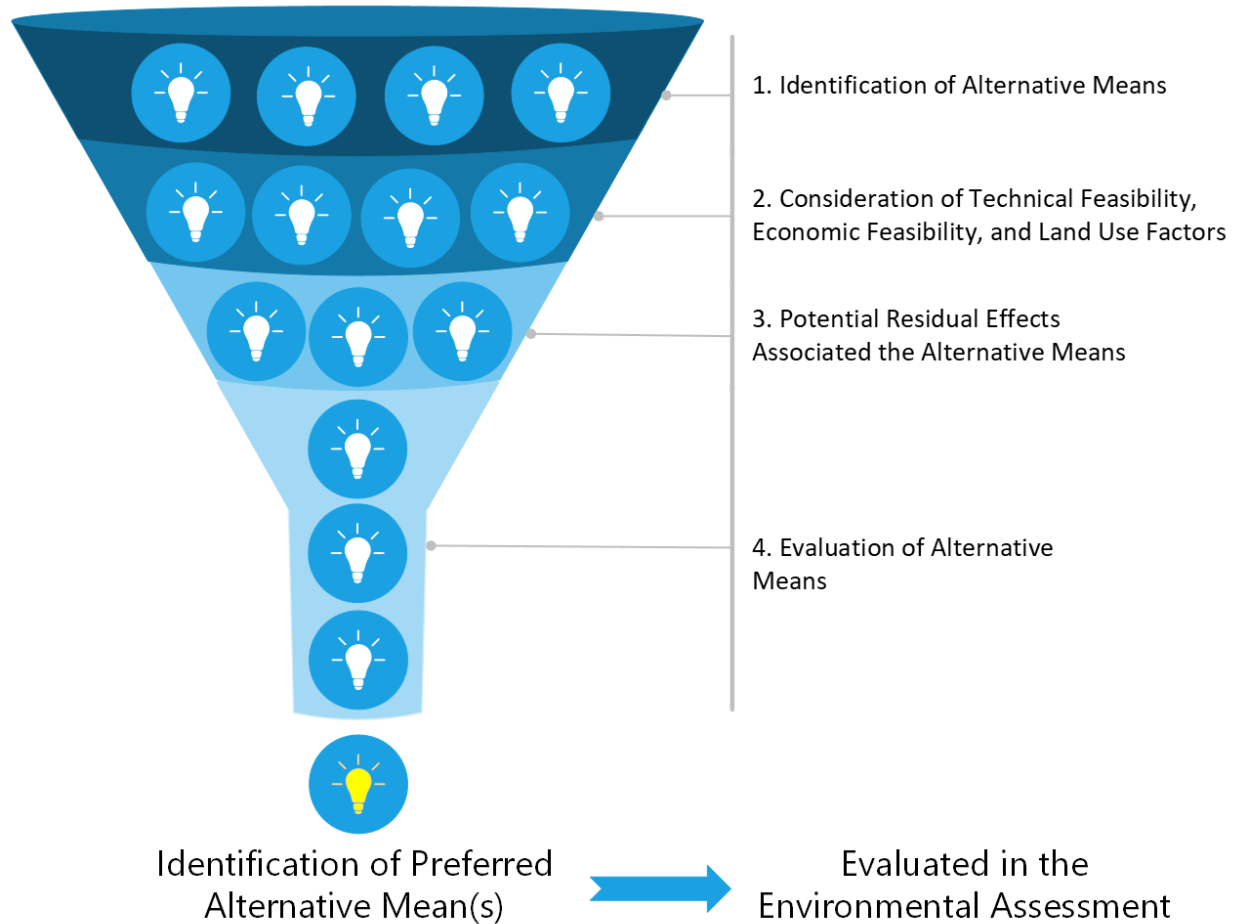 1. Identification of Alternative Means
2. Consideration of Technical Feasibility,
Economic Feasibility, and Land Use Factors
3. Potential Residual Effects
Associated the Alternative Means
4. Evaluation of Alternative
Means
Identification of Preferred
Alternative Mean(s)
Evaluated in the
Environmental Assessment